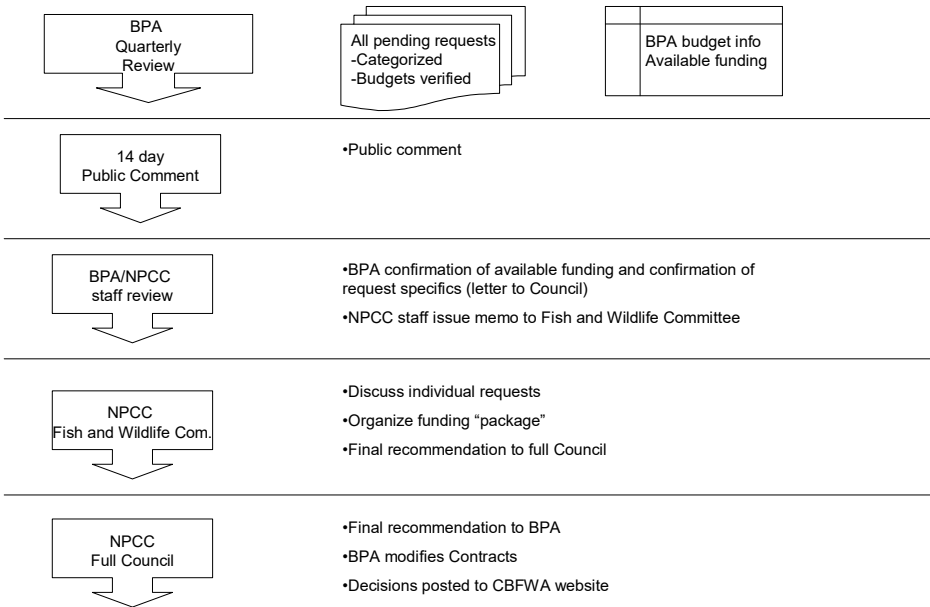 BPA
Quarterly
Review
All pending requests
-Categorized
-Budgets verified
BPA budget info
Available funding
14 day
Public Comment
•Public comment
BPA/NPCC
staff review
•BPA confirmation of available funding and confirmation of
request specifics (letter to Council)
•NPCC staff issue memo to Fish and Wildlife Committee
NPCC
Fish and Wildlife Com.
•Discuss individual requests
•Organize funding “package”
•Final recommendation to full Council
NPCC
Full Council
•Final recommendation to BPA
•BPA modifies Contracts
•Decisions posted to CBFWA website